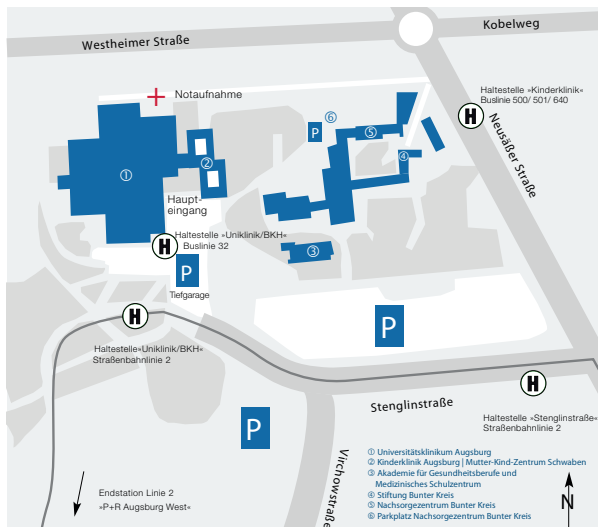 Kobelweg
Westheimer Straße
Notaufnahme
Haltestelle »Kinderklinik«
Buslinie 500/ 501/ 640
H
Neusäßer Straße
P
⑥
⑤
④
①
②
Haupt-
eingang
Haltestelle »Uniklinik/BKH«
Buslinie 32
H
③
P
Tiefgarage
H
P
Haltestelle»Uniklinik/BKH«
Straßenbahnlinie 2
H
Stenglinstraße
Haltestelle »Stenglinstraße«
Straßenbahnlinie 2
P
Virchowstraße
① Universitätsklinikum Augsburg
② Kinderklinik Augsburg | Mutter-Kind-Zentrum Schwaben
③ Akademie für Gesundheitsberufe und
Medizinisches Schulzentrum
④ Stiftung Bunter Kreis
⑤ Nachsorgezentrum Bunter Kreis
⑥ Parkplatz Nachsorgezentrum Bunter Kreis
Endstation Linie 2
»P+R Augsburg West«
N